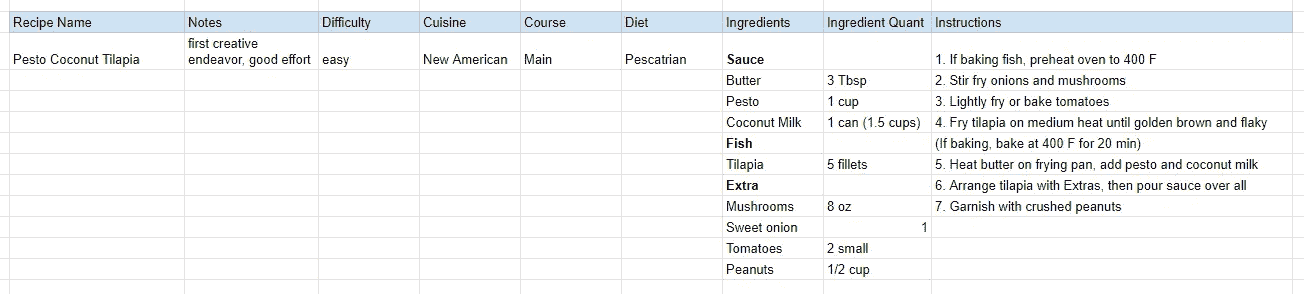 Recipe Name Notes Difficulty Cuisine Course Diet Ingredients Ingredient Quant Instructions
first creative
Pesto Coconut Tilapia endeavor, good effort easy New American Main Pescatrian Sauce 1. If baking fish, preheat oven to 400 F
Butter 3 Tbsp 2. Stir fry onions and mushrooms
Pesto 1 cup 3. Lightly fry or bake tomatoes
Coconut Milk 1 can (1.5 cups) 4. Fry tilapia on medium heat until golden brown and flaky
Fish (If baking, bake at 400 F for 20 min)
Tilapia 5 fillets 5. Heat butter on frying pan, add pesto and coconut milk
Extra 6. Arrange tilapia with Extras, then pour sauce over all
Mushrooms 8 oz 7. Garnish with crushed peanuts
Sweet onion 1
Tomatoes 2 small
Peanuts 1/2 cup